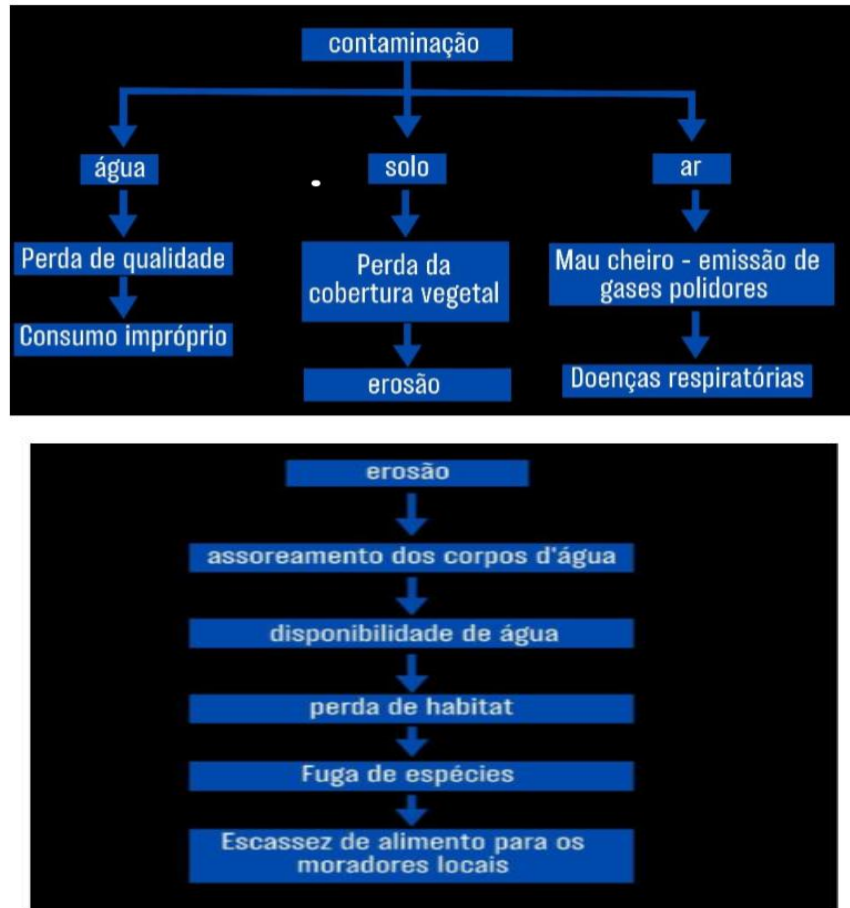 contaminação
água
solo
ar
Perda de qualidade
Perda da
cobertura vegetal
Mau cheiro - emissão de
gases polidores
Consumo impróprio
erosão
Doenças respiratórias
erosão
assoreamento dos corpos d'água
disponibilidade de água
perda de habitat
Fuga de espécies
Escassez de alimento para os
moradores locais